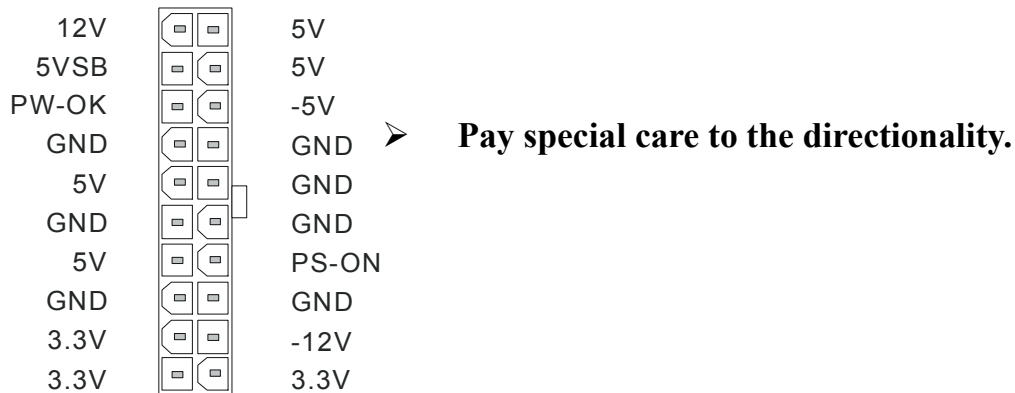 12V 5V
5VSB 5V
PW-OK -5V
GND GND
5V GND
GND GND
5V PS-ON
GND GND
3.3V -12V
3.3V 3.3V
➢ Pay special care to the directionality.